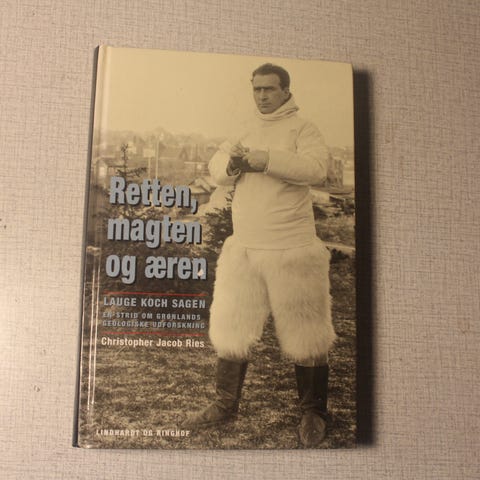 Retten,
magten
og æren
LAUGE KOCH SAGEN
EN STRID OM GRØNLANDS
GEOLOGISKE UDFORSKNING
Christopher Jacob Ries
LINDHARDT OG RINGHOF